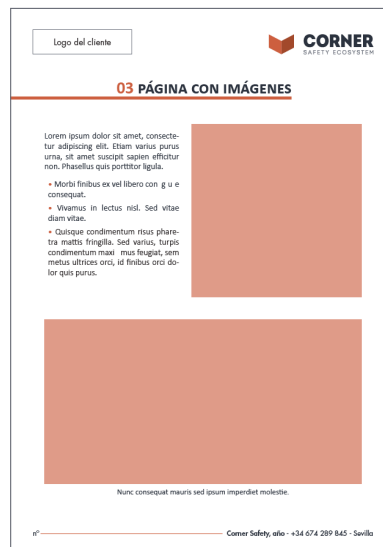 Logo del cliente
CORNER
SAFETY ECOSYSTEM
03 PÁGINA CON IMÁGENES
Lorem ipsum dolor sit amet, consecte-
tur adipiscing elit. Etiam varius purus
urna, sit amet suscipit sapien efficitur
non. Phasellus quis porttitor ligula.
• Morbi finibus ex vel libero con g u e
consequat.
• Vivamus in lectus nisl. Sed vitae
diam vitae.
• Quisque condimentum risus phare-
tra mattis fringilla. Sed varius, turpis
condimentum maxi mus feugiat, sem
metus ultrices orci, id finibus orci do-
lor quis purus.
Nunc consequat mauris sed ipsum imperdiet molestie.
nº Corner Safety, año - +34 674 289 845 - Sevilla